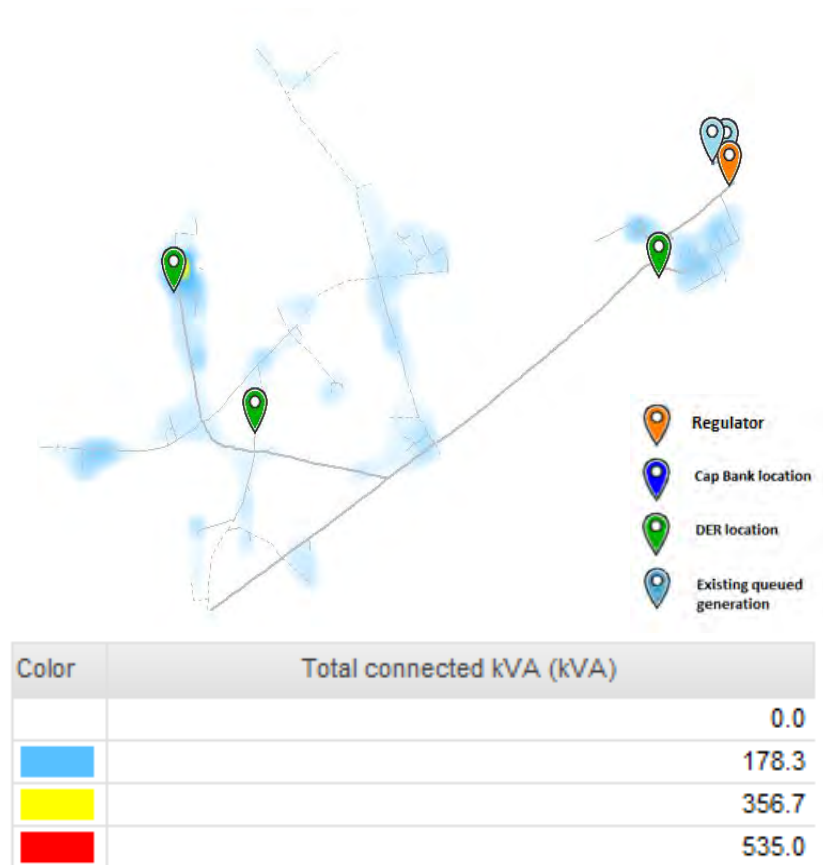 Regulator
Cap Bank location
DER location
Existing queued
generation
Color Total connected kVA (kVA)
0.0
178.3
356.7
535.0